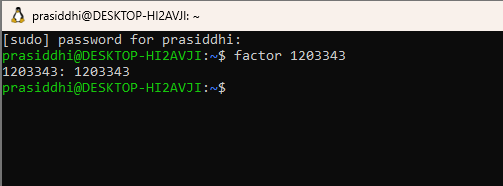 prasiddhi@DESKTOP-HI2AVJI: ~
[sudo] password for prasiddhi:
prasiddhi@DESKTOP-HI2AVJI:~$ factor 1203343
1203343: 1203343
prasiddhi@DESKTOP-HI2AVJI:~$